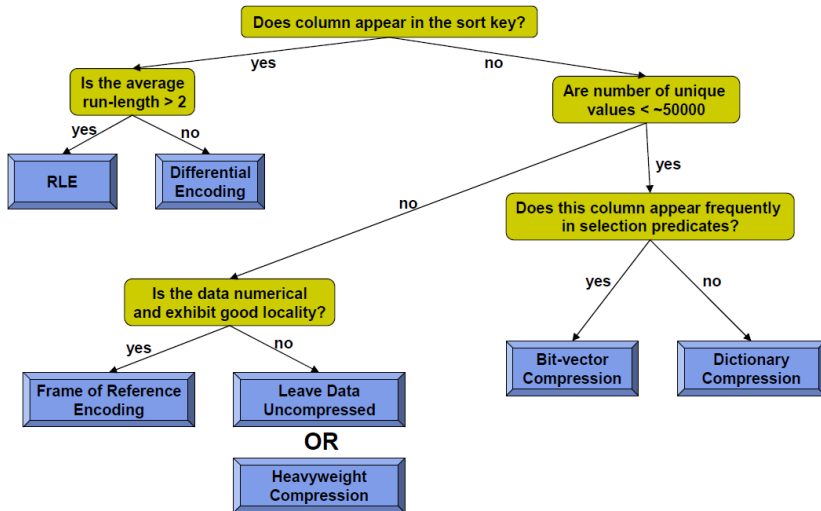 Does column appear in the sort key?
yes
no
Is the average
run-length > 2
Are number of unique
values < ~50000
yes
no
RLE
Differential
Encoding
no
yes
Does this column appear frequently
in selection predicates?
Is the data numerical
and exhibit good locality?
yes
no
yes
no
Bit-vector
Compression
Dictionary
Compression
Frame of Reference
Encoding
Leave Data
Uncompressed
OR
Heavyweight
Compression